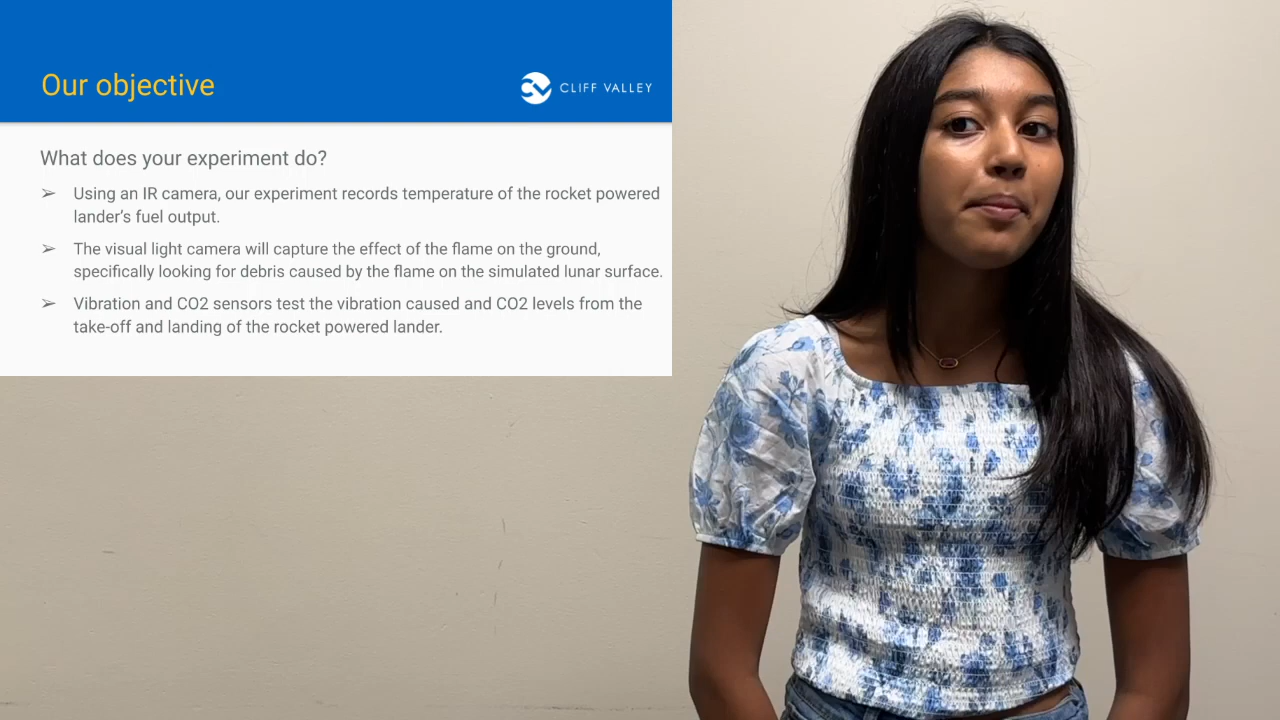 Our objective
CLIFF VALLEY
What does your experiment do?
➢ Using an IR camera, our experiment records temperature of the rocket powered
lander’s fuel output.
➢ The visual light camera will capture the effect of the flame on the ground,
specifically looking for debris caused by the flame on the simulated lunar surface.
➢ Vibration and CO2 sensors test the vibration caused and CO2 levels from the
take-off and landing of the rocket powered lander.